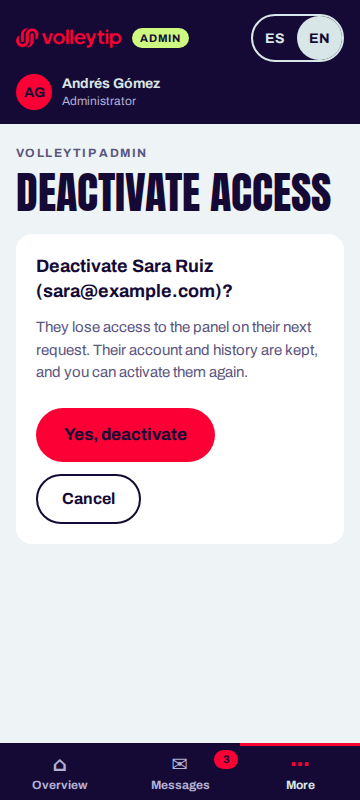 volleytip ADMIN ES EN
AG Andrés Gómez
Administrator
VOLLEYTIP ADMIN
DEACTIVATE ACCESS
Deactivate Sara Ruiz
(sara@example.com)?
They lose access to the panel on their next
request. Their account and history are kept,
and you can activate them again.
Yes, deactivate
Cancel
3
Overview Messages More